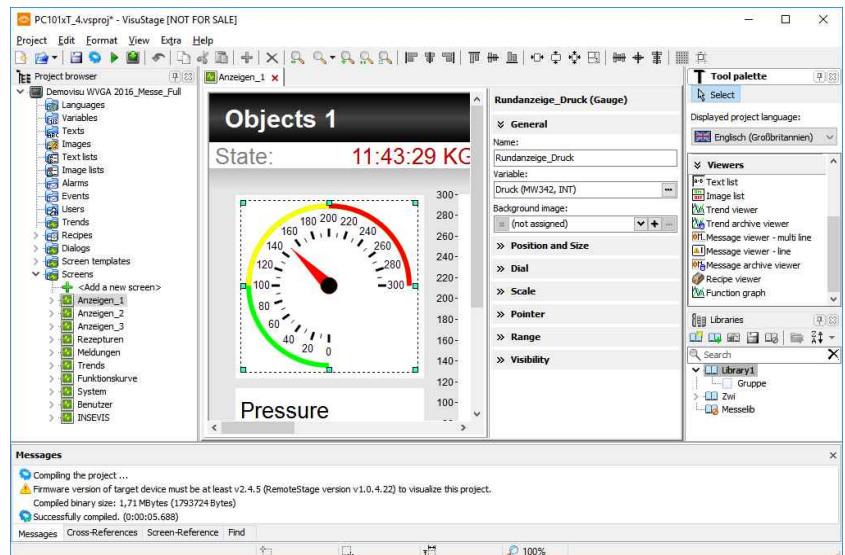 PC101xT_4.vsproj* - VisuStage [NOT FOR SALE]
Project Edit Format View Extra Help
Project browser
Demovisu WVGA 2016_Messe_Full
Languages
Variables
Texts
Images
Text lists
Image lists
Alarms
Events
Users
Trends
Recipes
Dialogs
Screen templates
Screens
<Add a new screen>
Anzeigen_1
Anzeigen_2
Anzeigen_3
Rezepturen
Meldungen
Trends
Funktionskurve
System
Benutzer
INSEVIS
Anzeigen_1
Objects 1
State: 11:43:29 KG
0 20 40 60 80 100 120 140 160 180 200 220 240 260 280 300
300
280
260
240
220
200
180
160
140
120
100
Pressure
Rundanzeige_Druck (Gauge)
General
Name:
Rundanzeige_Druck
Variable:
Druck (MW342, INT)
Background image:
(not assigned)
Position and Size
Dial
Scale
Pointer
Range
Visibility
Tool palette
Select
Displayed project language:
Englisch (Großbritannien)
Viewers
Text list
Image list
Trend viewer
Trend archive viewer
Message viewer - multi line
Message viewer - line
Message archive viewer
Recipe viewer
Function graph
Libraries
Search
Library1
Gruppe
Zwi
Messelib
Messages
Compiling the project ...
Firmware version of target device must be at least v2.4.5 (RemoteStage version v1.0.4.22) to visualize this project.
Compiled binary size: 1,71 MBytes (1793724 Bytes)
Successfully compiled. (0:00:05.688)
Messages Cross-References Screen-Reference Find
100%